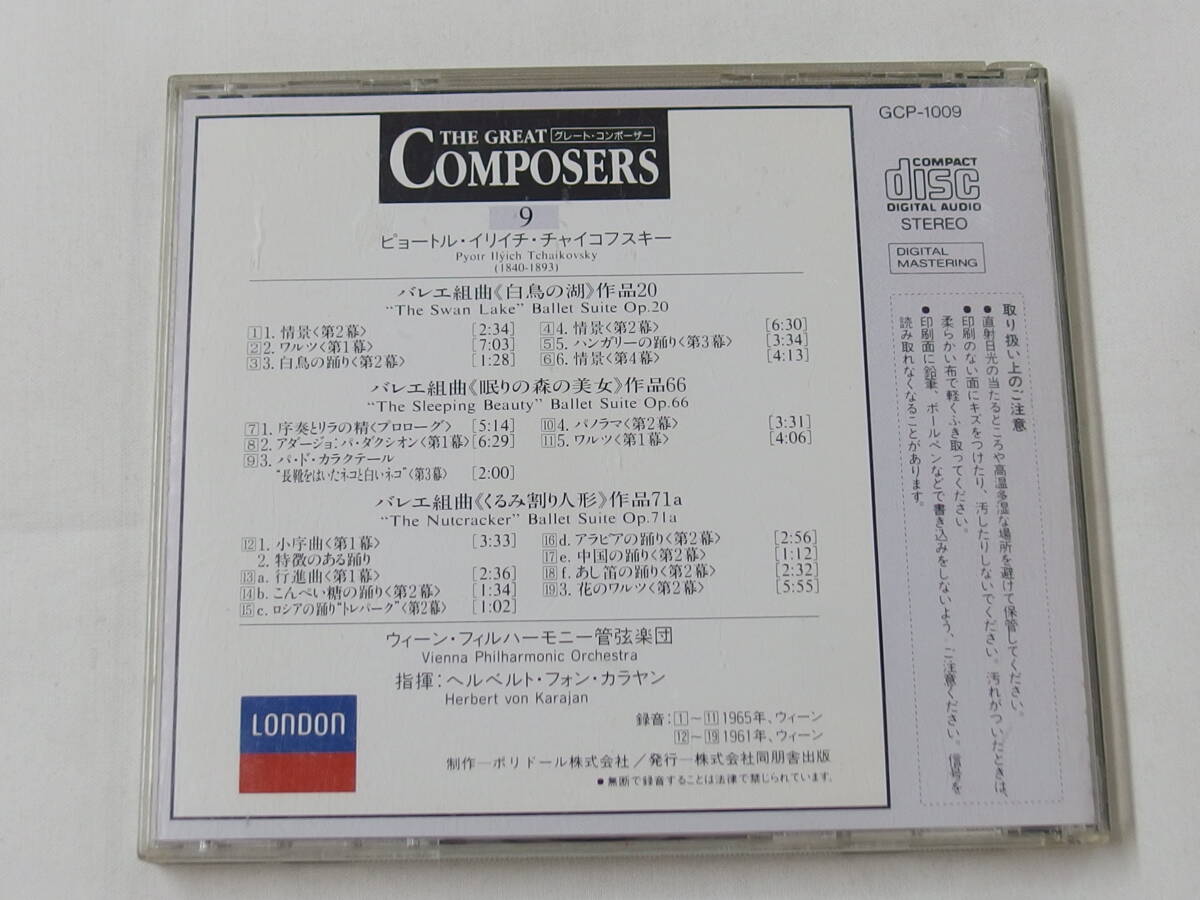 THE GREAT グレート・コンポーザー
COMPOSERS
9
ピョートル・イリイチ・チャイコフスキー
Pyotr Ilyich Tchaikovsky
(1840-1893)
バレエ組曲《白鳥の湖》作品20
"The Swan Lake" Ballet Suite Op.20
1 1. 情景〈第2幕〉 [2:34]
2 2. ワルツ〈第1幕〉 [7:03]
3 3. 白鳥の踊り〈第2幕〉 [1:28]
4 4. 情景〈第2幕〉 [6:30]
5 5. ハンガリーの踊り〈第3幕〉 [3:34]
6 6. 情景〈第4幕〉 [4:13]
バレエ組曲《眠りの森の美女》作品66
"The Sleeping Beauty" Ballet Suite Op.66
7 1. 序奏とリラの精〈プロローグ〉 [5:14]
8 2. アダージョ:パ・ダクシオン〈第1幕〉 [6:29]
9 3. パ・ド・カラクテール
"長靴をはいたネコと白いネコ"〈第3幕〉 [2:00]
10 4. パノラマ〈第2幕〉 [3:31]
11 5. ワルツ〈第1幕〉 [4:06]
バレエ組曲《くるみ割り人形》作品71a
"The Nutcracker" Ballet Suite Op.71a
12 1. 小序曲〈第1幕〉 [3:33]
2. 特徴のある踊り
13 a. 行進曲〈第1幕〉 [2:36]
14 b. こんぺい糖の踊り〈第2幕〉 [1:34]
15 c. ロシアの踊り"トレパーク"〈第2幕〉 [1:02]
16 d. アラビアの踊り〈第2幕〉 [2:56]
17 e. 中国の踊り〈第2幕〉 [1:12]
18 f. あし笛の踊り〈第2幕〉 [2:32]
19 3. 花のワルツ〈第2幕〉 [5:55]
ウィーン・フィルハーモニー管弦楽団
Vienna Philharmonic Orchestra
指揮:ヘルベルト・フォン・カラヤン
Herbert von Karajan
LONDON
録音:1~11 1965年、ウィーン
12~19 1961年、ウィーン
制作―ポリドール株式会社/発行―株式会社同朋舎出版
●無断で録音することは法律で禁じられています。
GCP-1009
COMPACT
disc
DIGITAL AUDIO
STEREO
DIGITAL
MASTERING
取り扱い上のご注意
●直射日光の当たるところや高温多湿な場所を避けて保管してください。
●印刷のない面にキズをつけたり、汚したりしないでください。汚れがついたときは、
柔らかい布で軽くふき取ってください。
●印刷面に鉛筆、ボールペンなどで書き込みをしないよう、ご注意ください。信号を
読み取れなくなることがあります。